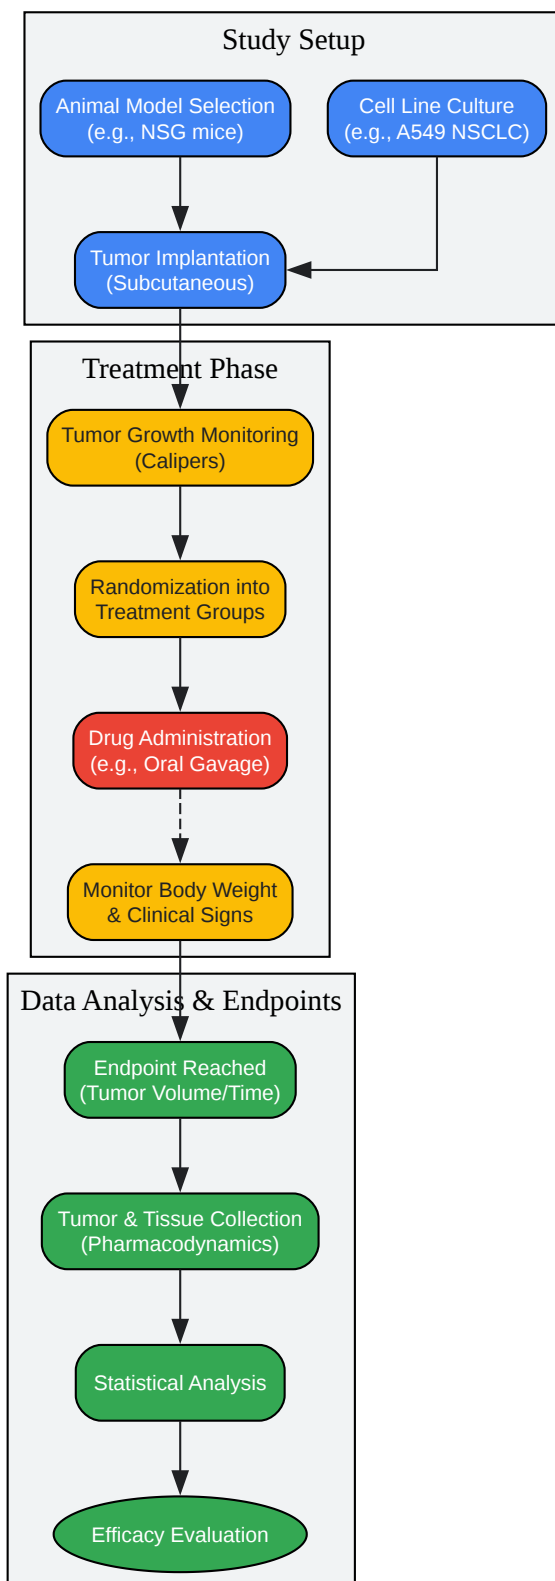 Study Setup
Animal Model Selection
(e.g., NSG mice)
Cell Line Culture
(e.g., A549 NSCLC)
Tumor Implantation
(Subcutaneous)
Treatment Phase
Tumor Growth Monitoring
(Calipers)
Randomization into
Treatment Groups
Drug Administration
(e.g., Oral Gavage)
Monitor Body Weight
& Clinical Signs
Data Analysis & Endpoints
Endpoint Reached
(Tumor Volume/Time)
Tumor & Tissue Collection
(Pharmacodynamics)
Statistical Analysis
Efficacy Evaluation